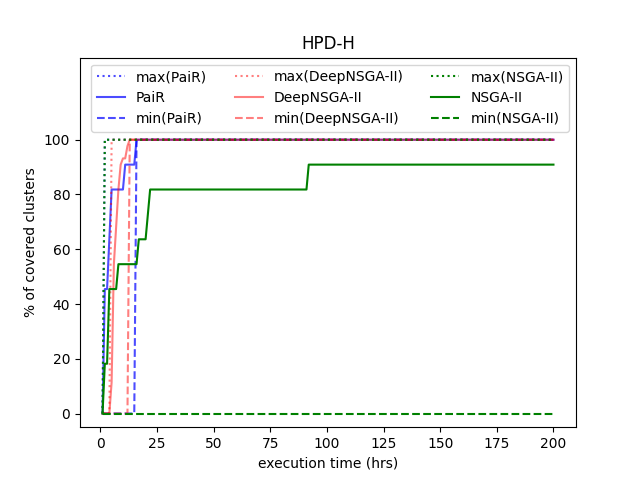 HPD-H
max(PaiR) max(DeepNSGA-II) max(NSGA-II)
PaiR DeepNSGA-II NSGA-II
min(PaiR) min(DeepNSGA-II) min(NSGA-II)
100
80
60
40
20
0
% of covered clusters
0 25 50 75 100 125 150 175 200
execution time (hrs)